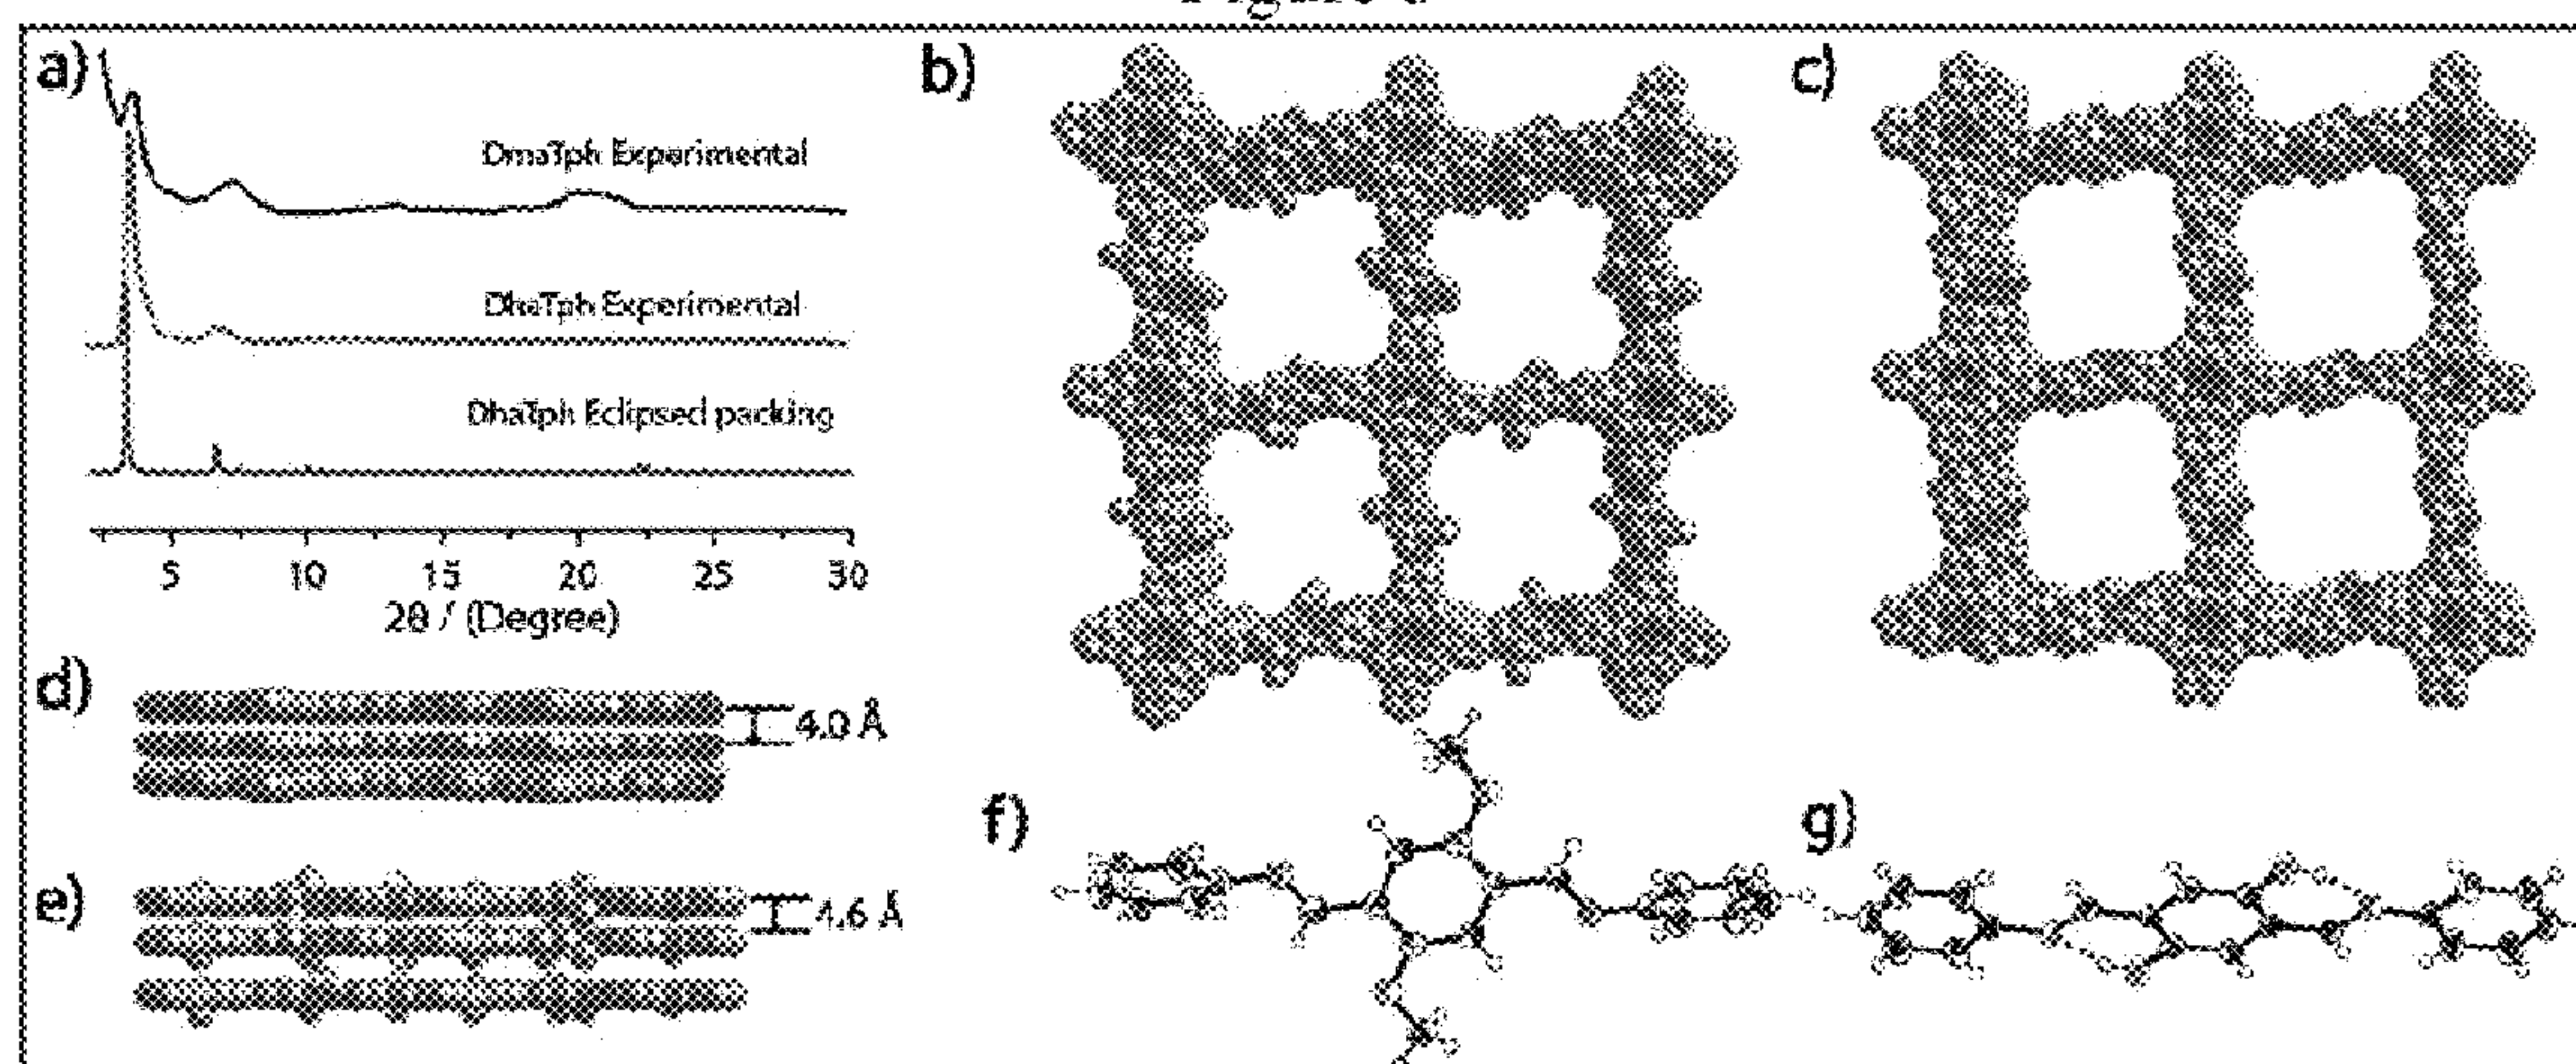 a)
b)
c)
DmaTph Experimental
DhaTph Experimental
DhaTph Eclipsed packing
5 10 15 20 25 30
2θ / (Degree)
d)
4.0 Å
f)
g)
e)
4.6 Å